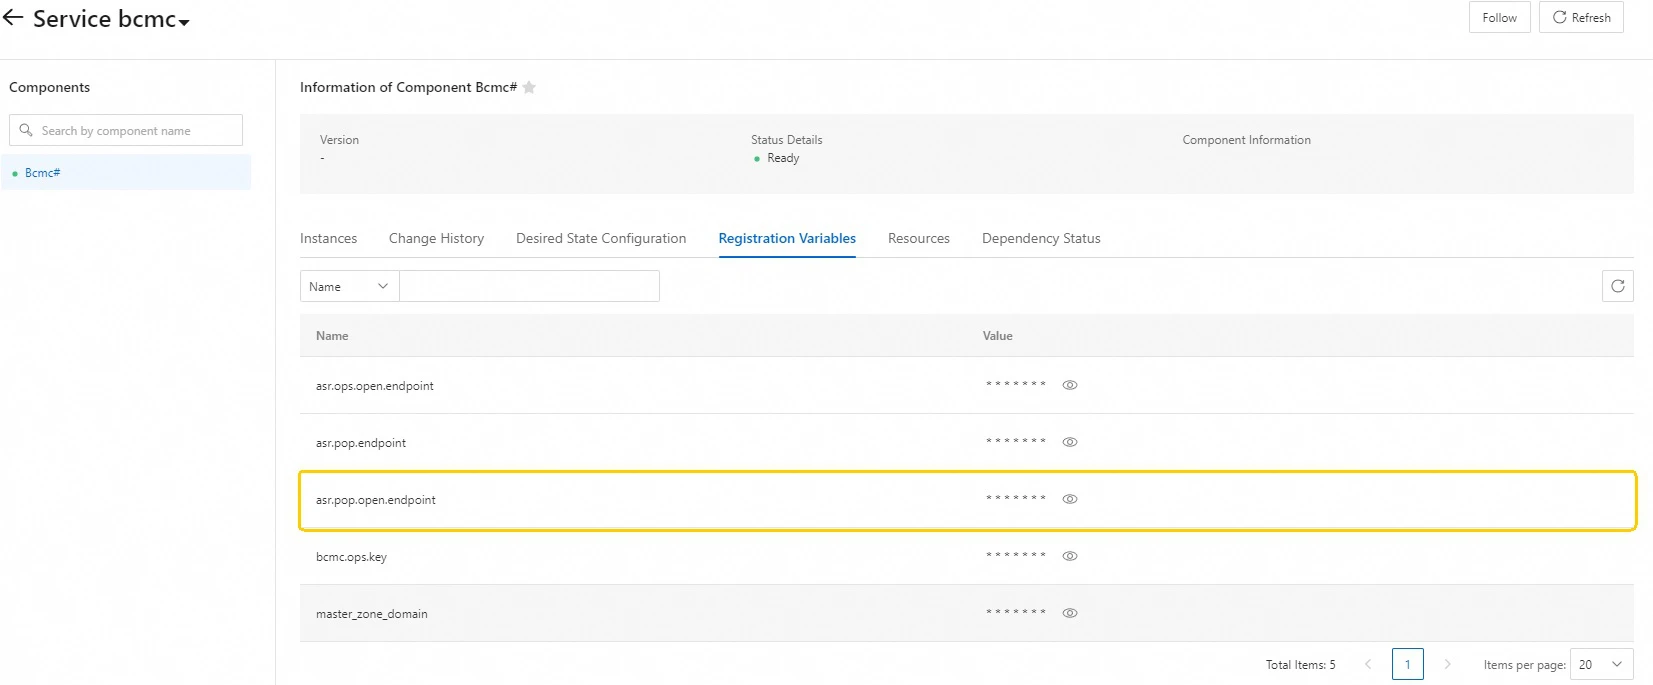 Service bcmc
Follow
Refresh
Components
Search by component name
Bcmc#
Information of Component Bcmc#
Version
-
Status Details
Ready
Component Information
Instances
Change History
Desired State Configuration
Registration Variables
Resources
Dependency Status
Name
Name
Value
asr.ops.open.endpoint
*******
asr.pop.endpoint
*******
asr.pop.open.endpoint
*******
bcmc.ops.key
*******
master_zone_domain
*******
Total Items: 5
1
Items per page:
20